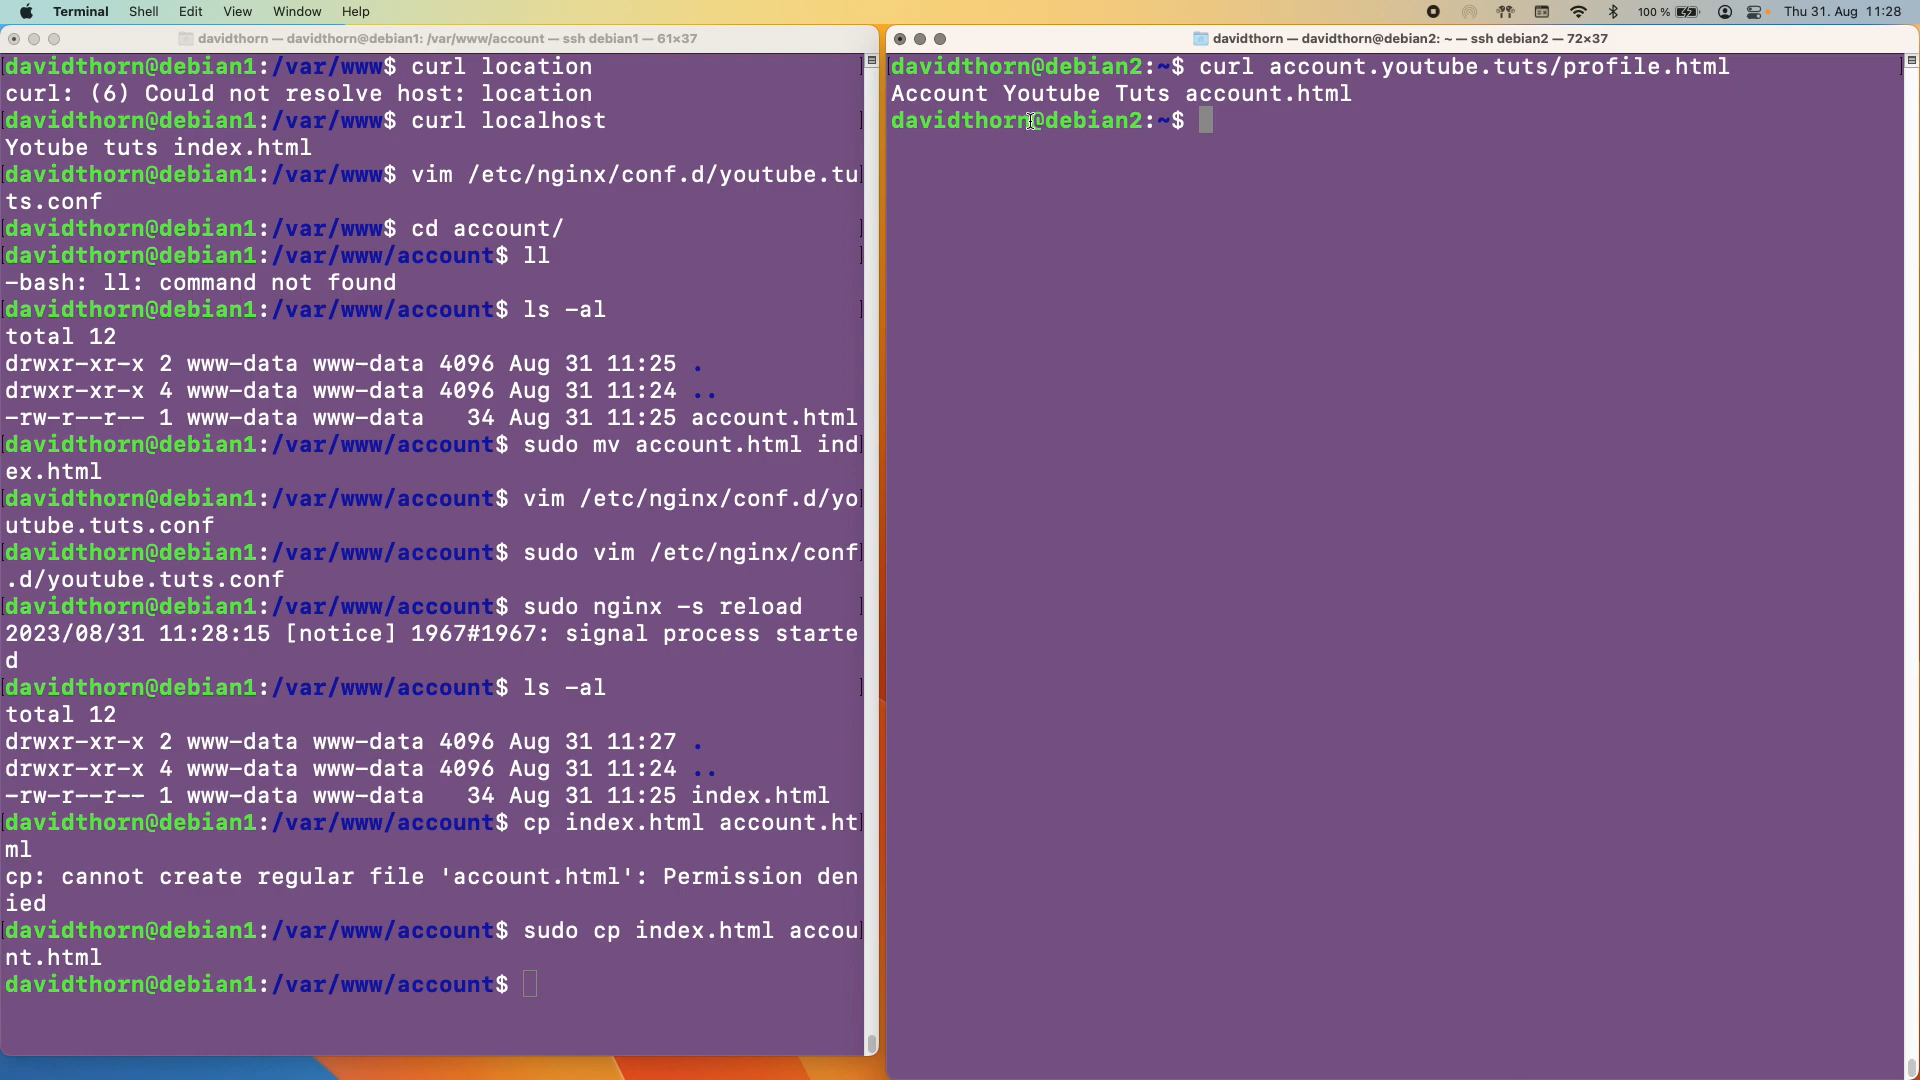 Terminal Shell Edit View Window Help 100 % Thu 31. Aug 11:28
davidthorn — davidthorn@debian1: /var/www/account — ssh debian1 — 61×37
davidthorn@debian1:/var/www$ curl location
curl: (6) Could not resolve host: location
davidthorn@debian1:/var/www$ curl localhost
Yotube tuts index.html
davidthorn@debian1:/var/www$ vim /etc/nginx/conf.d/youtube.tu
ts.conf
davidthorn@debian1:/var/www$ cd account/
davidthorn@debian1:/var/www/account$ ll
-bash: ll: command not found
davidthorn@debian1:/var/www/account$ ls -al
total 12
drwxr-xr-x 2 www-data www-data 4096 Aug 31 11:25 .
drwxr-xr-x 4 www-data www-data 4096 Aug 31 11:24 ..
-rw-r--r-- 1 www-data www-data   34 Aug 31 11:25 account.html
davidthorn@debian1:/var/www/account$ sudo mv account.html ind
ex.html
davidthorn@debian1:/var/www/account$ vim /etc/nginx/conf.d/yo
utube.tuts.conf
davidthorn@debian1:/var/www/account$ sudo vim /etc/nginx/conf
.d/youtube.tuts.conf
davidthorn@debian1:/var/www/account$ sudo nginx -s reload
2023/08/31 11:28:15 [notice] 1967#1967: signal process starte
d
davidthorn@debian1:/var/www/account$ ls -al
total 12
drwxr-xr-x 2 www-data www-data 4096 Aug 31 11:27 .
drwxr-xr-x 4 www-data www-data 4096 Aug 31 11:24 ..
-rw-r--r-- 1 www-data www-data   34 Aug 31 11:25 index.html
davidthorn@debian1:/var/www/account$ cp index.html account.ht
ml
cp: cannot create regular file 'account.html': Permission den
ied
davidthorn@debian1:/var/www/account$ sudo cp index.html accou
nt.html
davidthorn@debian1:/var/www/account$
davidthorn — davidthorn@debian2: ~ — ssh debian2 — 72×37
davidthorn@debian2:~$ curl account.youtube.tuts/profile.html
Account Youtube Tuts account.html
davidthorn@debian2:~$